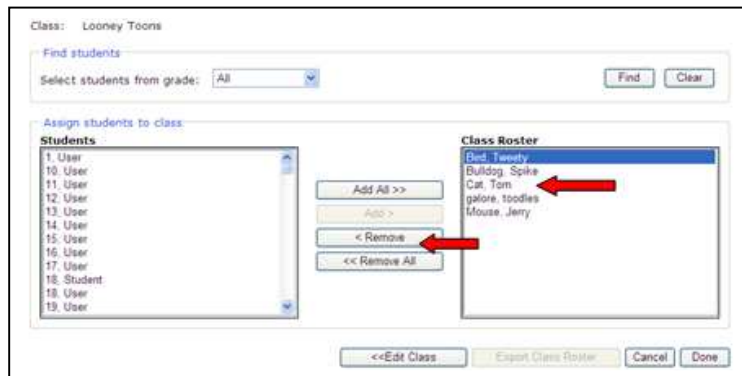 Class: Looney Toons
Find students
Select students from grade: All
Find
Clear
Assign students to class
Students
1, User
10, User
11, User
12, User
13, User
14, User
15, User
16, User
17, User
18, Student
18, User
19, User
Add All >>
Add >
< Remove
<< Remove All
Class Roster
Bird, Tweety
Bulldog, Spike
Cat, Tom
galore, toodles
Mouse, Jerry
<<Edit Class
Export Class Roster
Cancel
Done